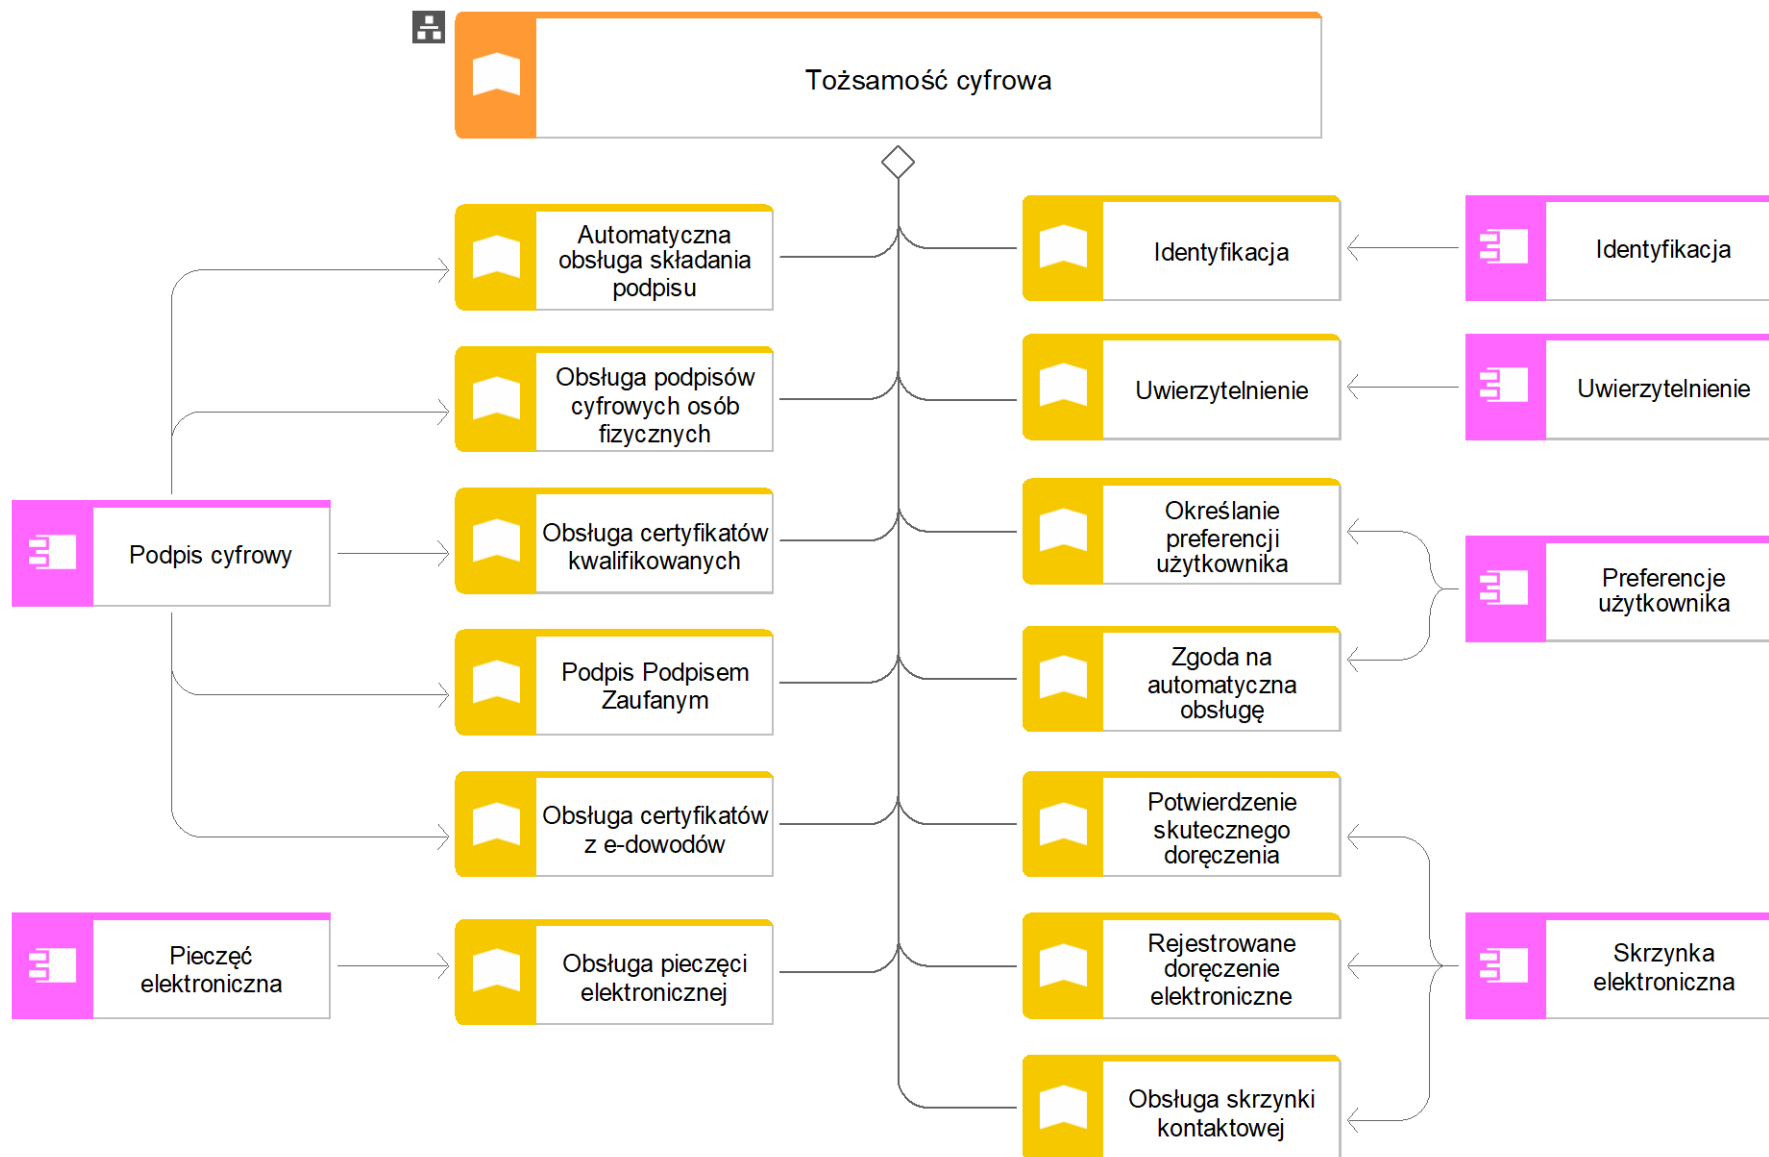 Tożsamość cyfrowa
Automatyczna
obsługa składania
podpisu
Identyfikacja
Identyfikacja
Obsługa podpisów
cyfrowych osób
fizycznych
Uwierzytelnienie
Uwierzytelnienie
Podpis cyfrowy
Obsługa certyfikatów
kwalifikowanych
Określanie
preferencji
użytkownika
Preferencje
użytkownika
Podpis Podpisem
Zaufanym
Zgoda na
automatyczna
obsługę
Obsługa certyfikatów
z e-dowodów
Potwierdzenie
skutecznego
doręczenia
Pieczęć
elektroniczna
Obsługa pieczęci
elektronicznej
Rejestrowane
doręczenie
elektroniczne
Skrzynka
elektroniczna
Obsługa skrzynki
kontaktowej